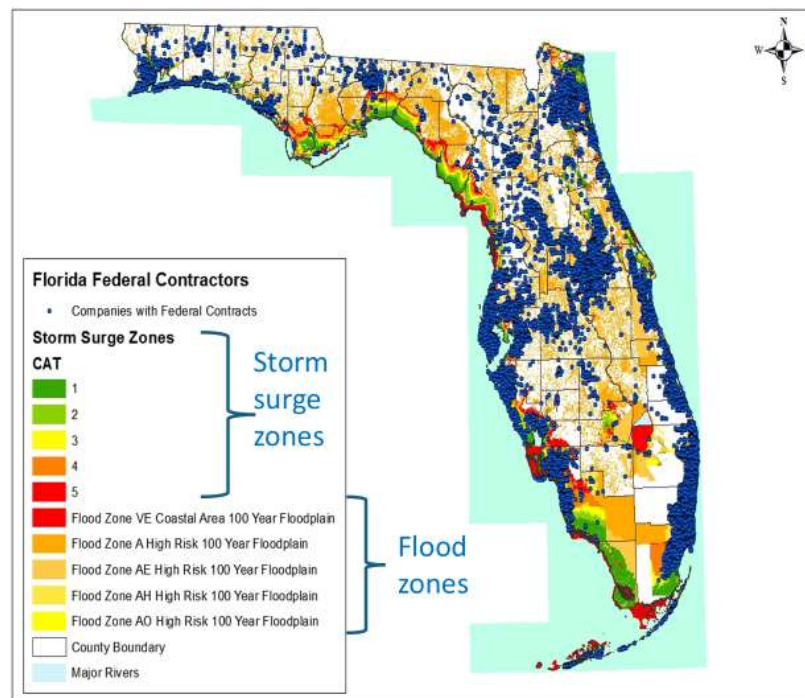 N
W
S
Florida Federal Contractors
Companies with Federal Contracts
Storm Surge Zones
CAT
1
2
3
4
5
Storm
surge
zones
Flood Zone VE Coastal Area 100 Year Floodplain
Flood Zone A High Risk 100 Year Floodplain
Flood Zone AE High Risk 100 Year Floodplain
Flood Zone AH High Risk 100 Year Floodplain
Flood Zone AO High Risk 100 Year Floodplain
Flood
zones
County Boundary
Major Rivers